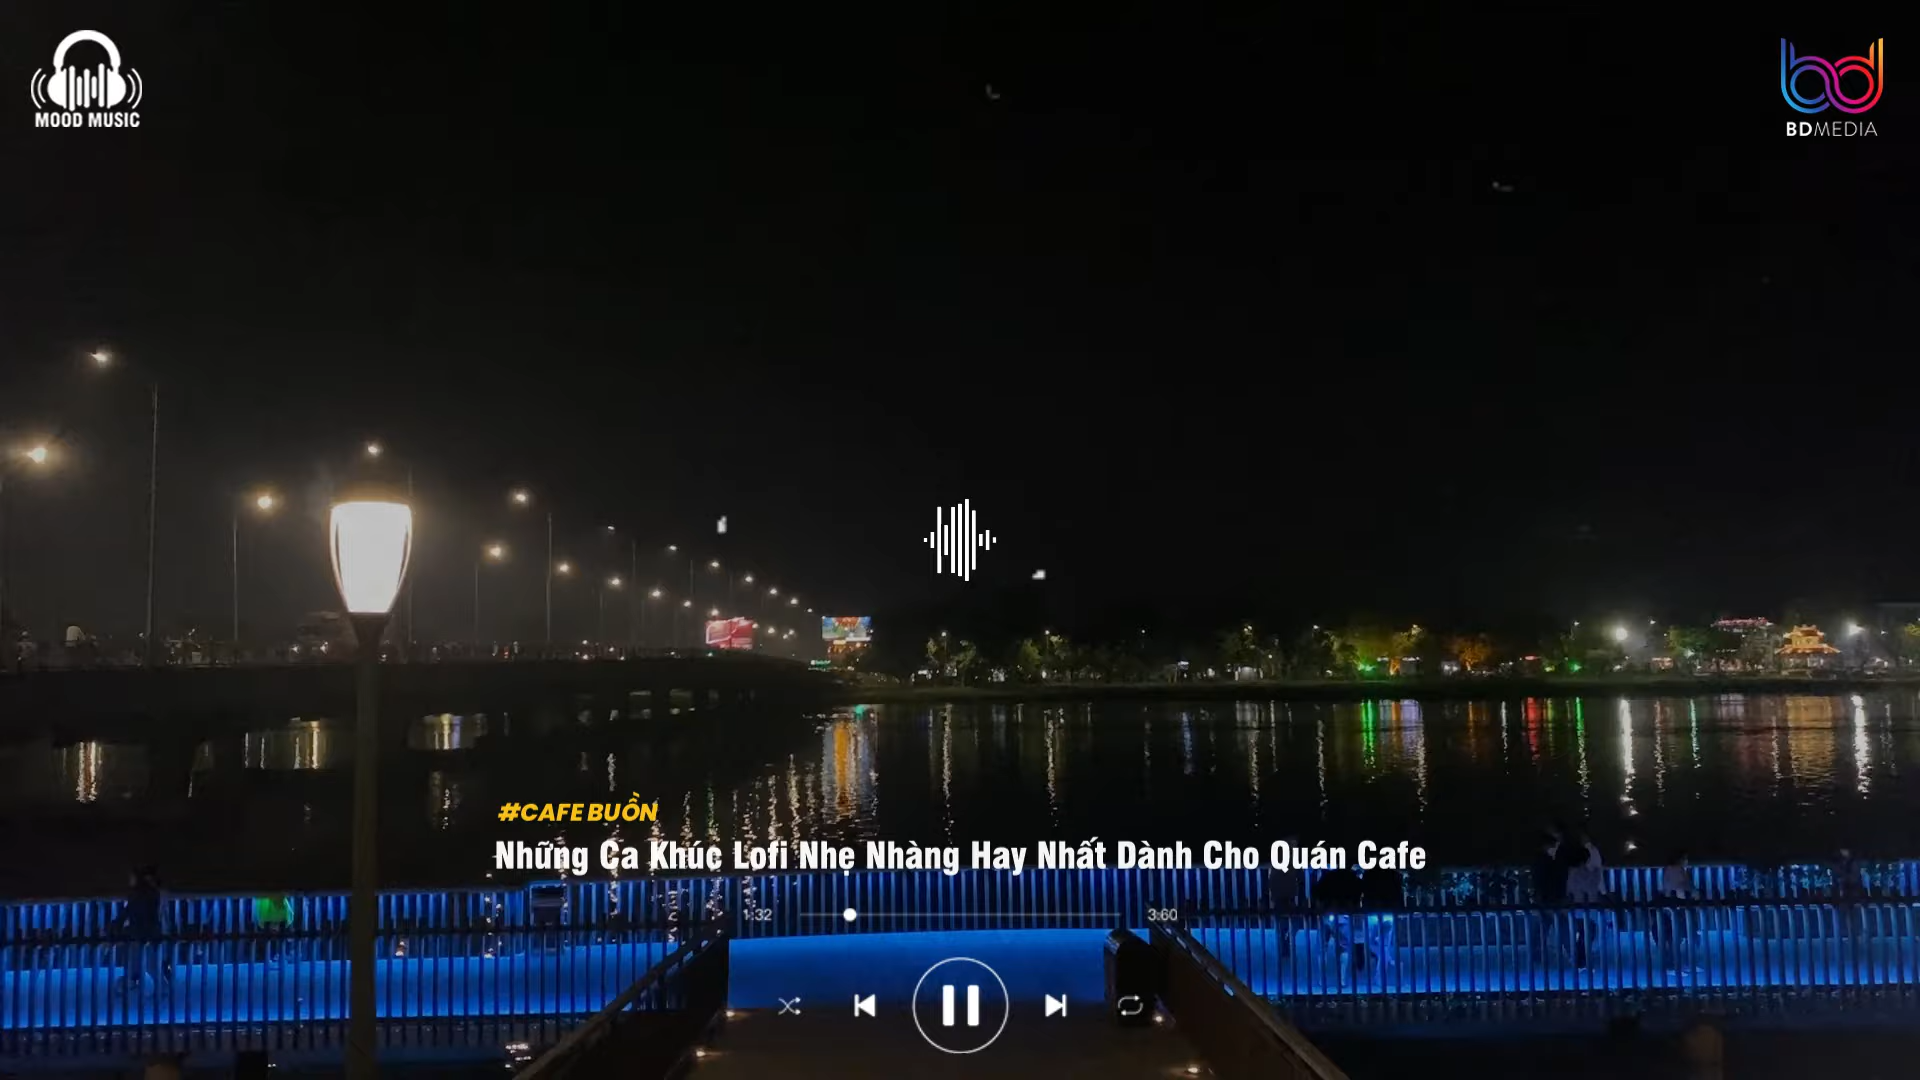 MOOD MUSIC
BDMEDIA
#CAFE BUỒN
Những Ca Khúc Lofi Nhẹ Nhàng Hay Nhất Dành Cho Quán Cafe
1:32
3:60